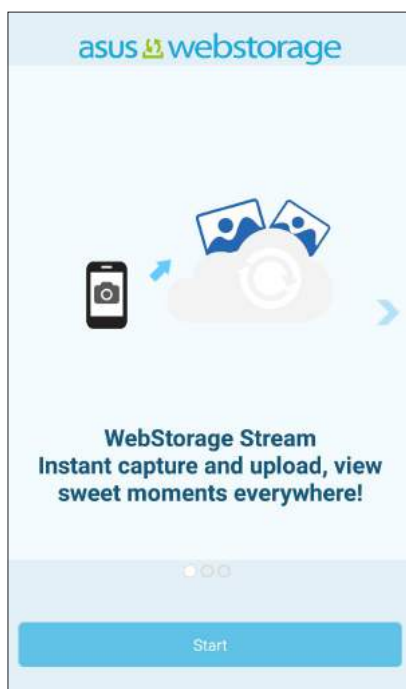 asus webstorage
WebStorage Stream
Instant capture and upload, view
sweet moments everywhere!
Start